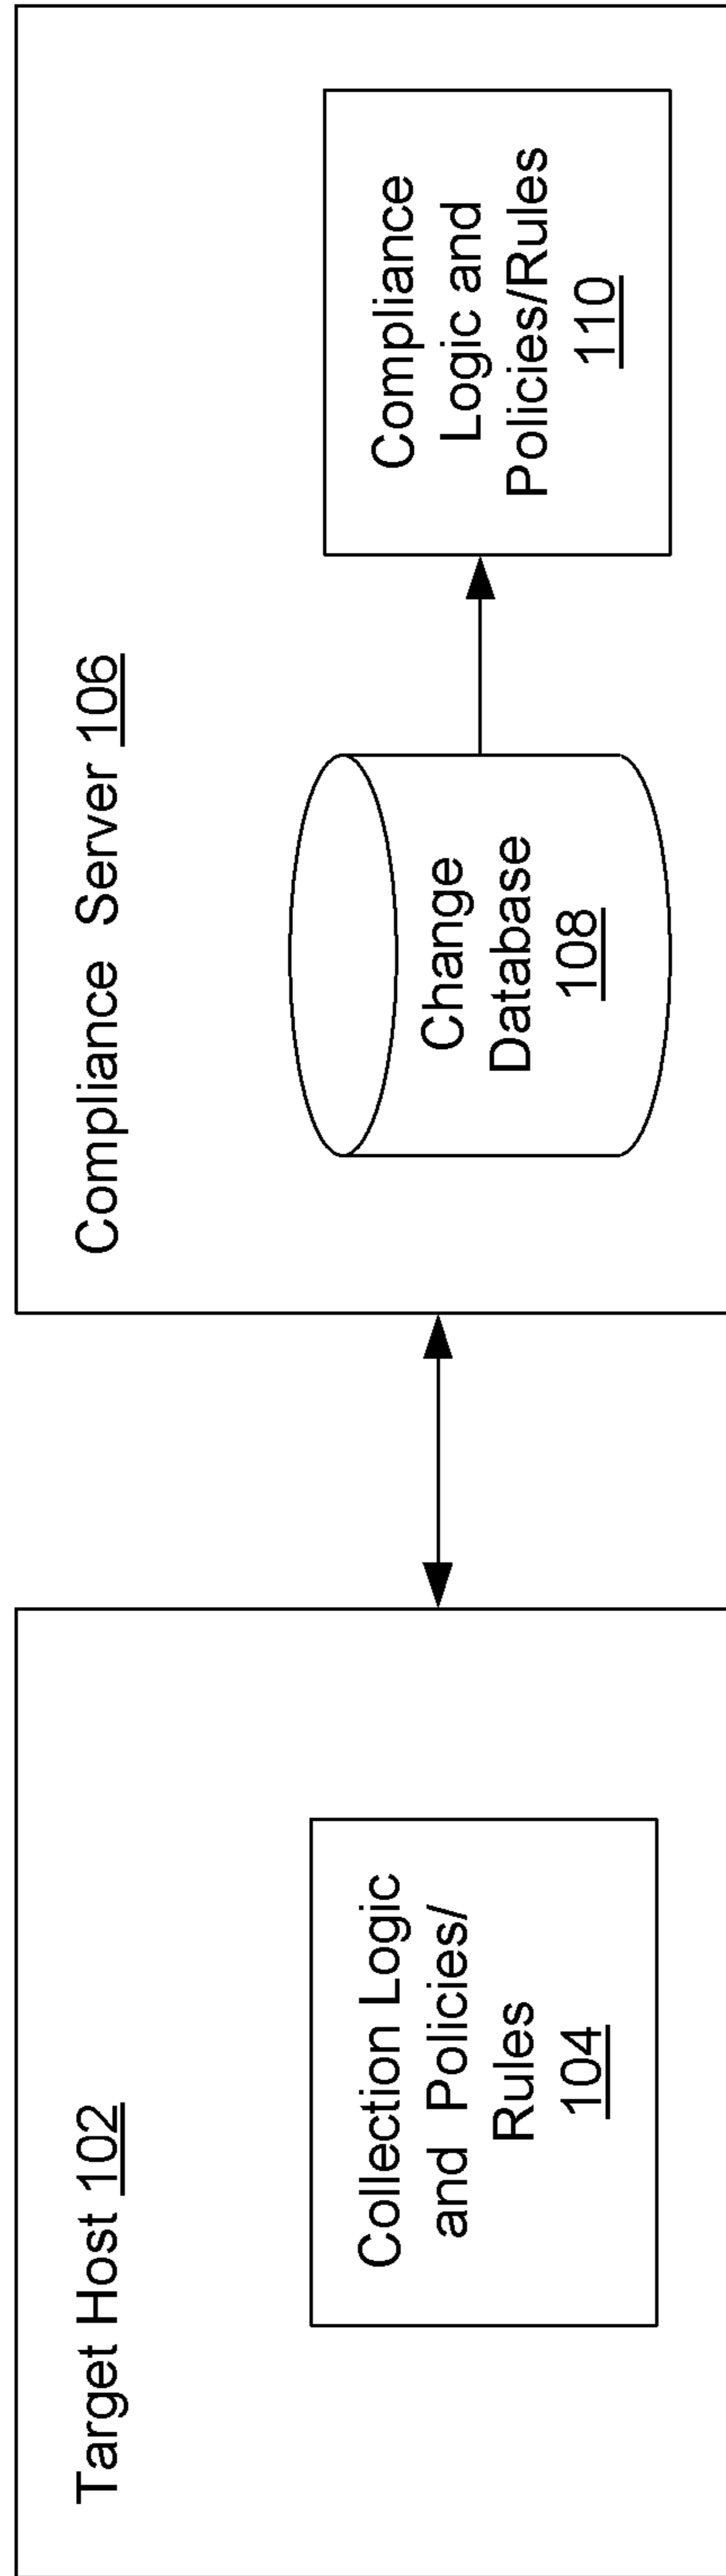 Target Host 102
Collection Logic
and Policies/
Rules
104
Compliance Server 106
Change
Database
108
Compliance
Logic and
Policies/Rules
110